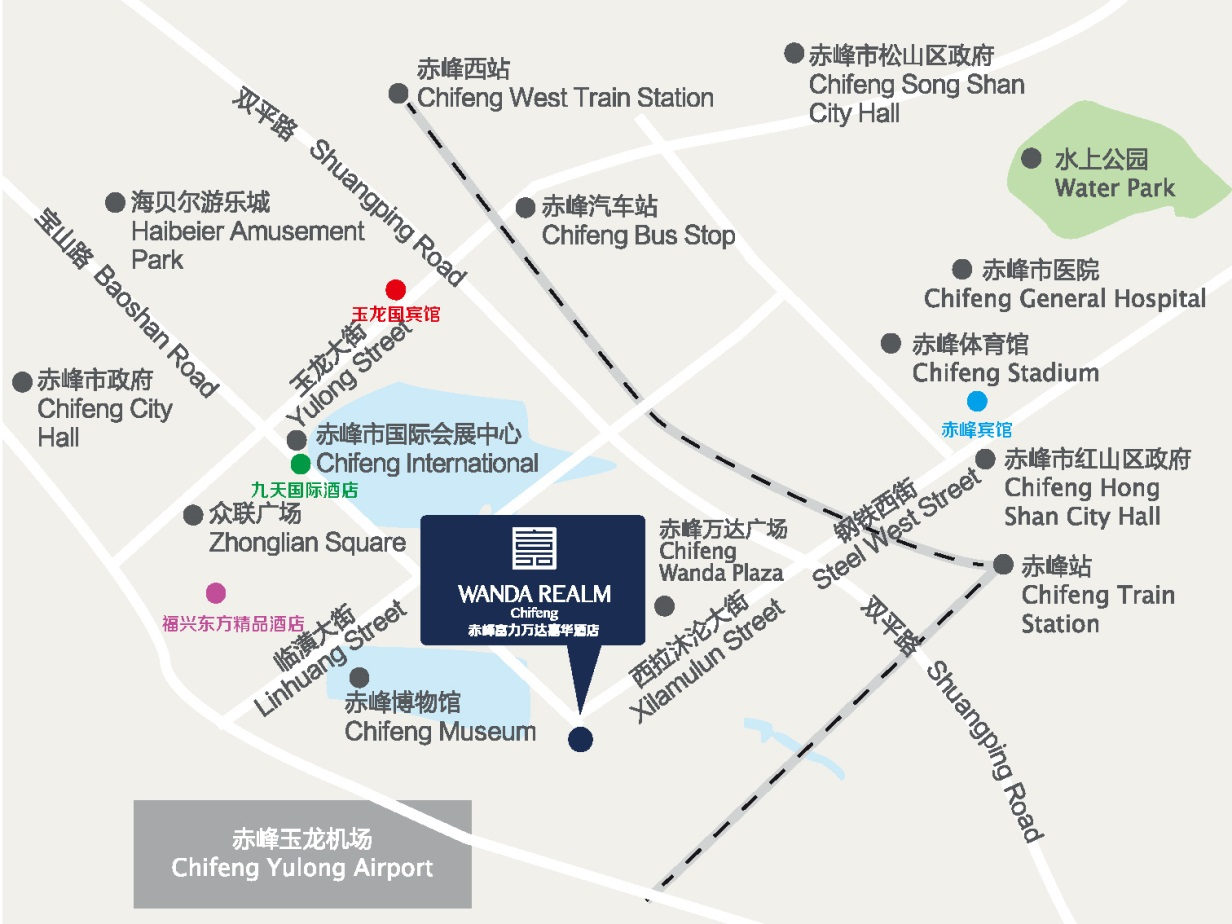 赤峰市松山区政府
Chifeng Song Shan
City Hall
赤峰西站
Chifeng West Train Station
双平路 Shuangping Road
水上公园
Water Park
海贝尔游乐城
Haibeier Amusement
Park
赤峰汽车站
Chifeng Bus Stop
宝山路 Baoshan Road
赤峰市医院
Chifeng General Hospital
玉龙国宾馆
玉龙大街
Yulong Street
赤峰体育馆
Chifeng Stadium
赤峰市政府
Chifeng City
Hall
赤峰宾馆
赤峰市国际会展中心
Chifeng International
九天国际酒店
赤峰市红山区政府
Chifeng Hong
Shan City Hall
钢铁西街
Steel West Street
众联广场
Zhonglian Square
赤峰万达广场
Chifeng
Wanda Plaza
WANDA REALM
Chifeng
赤峰富力万达嘉华酒店
赤峰站
Chifeng Train
Station
福兴东方精品酒店
临潢大街
Linhuang Street
西拉沐沦大街
Xilamulun Street
双平路 Shuangping Road
赤峰博物馆
Chifeng Museum
赤峰玉龙机场
Chifeng Yulong Airport